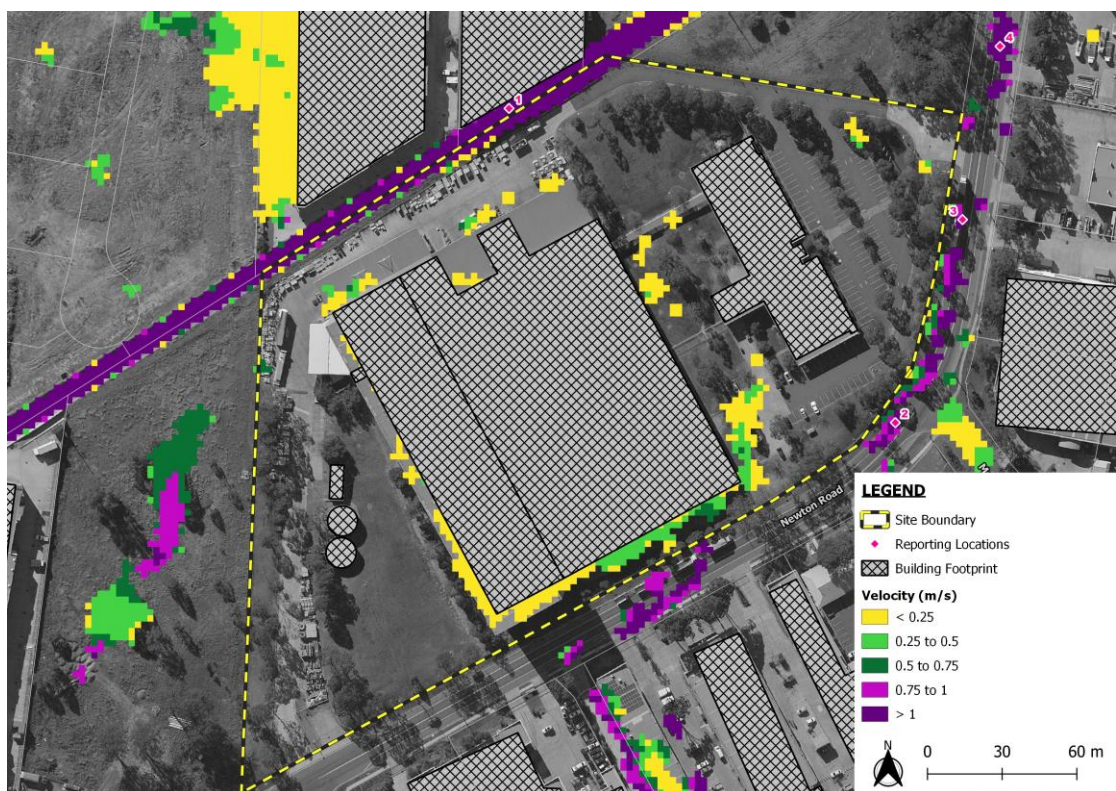 4
1
3
2
Newton Road
M
LEGEND
Site Boundary
Reporting Locations
Building Footprint
Velocity (m/s)
< 0.25
0.25 to 0.5
0.5 to 0.75
0.75 to 1
> 1
N
0 30 60 m